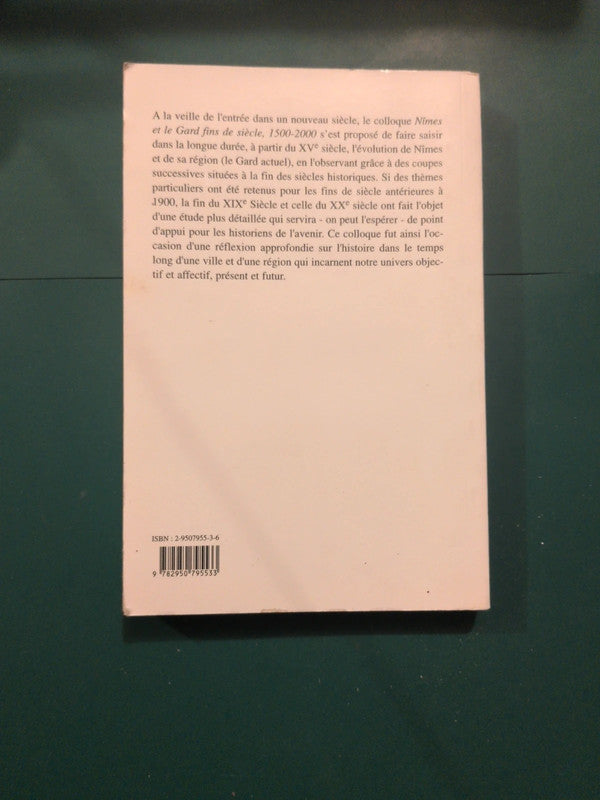 A la veille de l'entrée dans un nouveau siècle, le colloque Nîmes
et le Gard fins de siècle, 1500-2000 s'est proposé de faire saisir
dans la longue durée, à partir du XVe siècle, l'évolution de Nîmes
et de sa région (le Gard actuel), en l'observant grâce à des coupes
successives situées à la fin des siècles historiques. Si des thèmes
particuliers ont été retenus pour les fins de siècle antérieures à
1900, la fin du XIXe Siècle et celle du XXe siècle ont fait l'objet
d'une étude plus détaillée qui servira - on peut l'espérer - de point
d'appui pour les historiens de l'avenir. Ce colloque fut ainsi l'oc-
casion d'une réflexion approfondie sur l'histoire dans le temps
long d'une ville et d'une région qui incarnent notre univers objec-
tif et affectif, présent et futur.
ISBN : 2-9507955-3-6
9 782950 795533